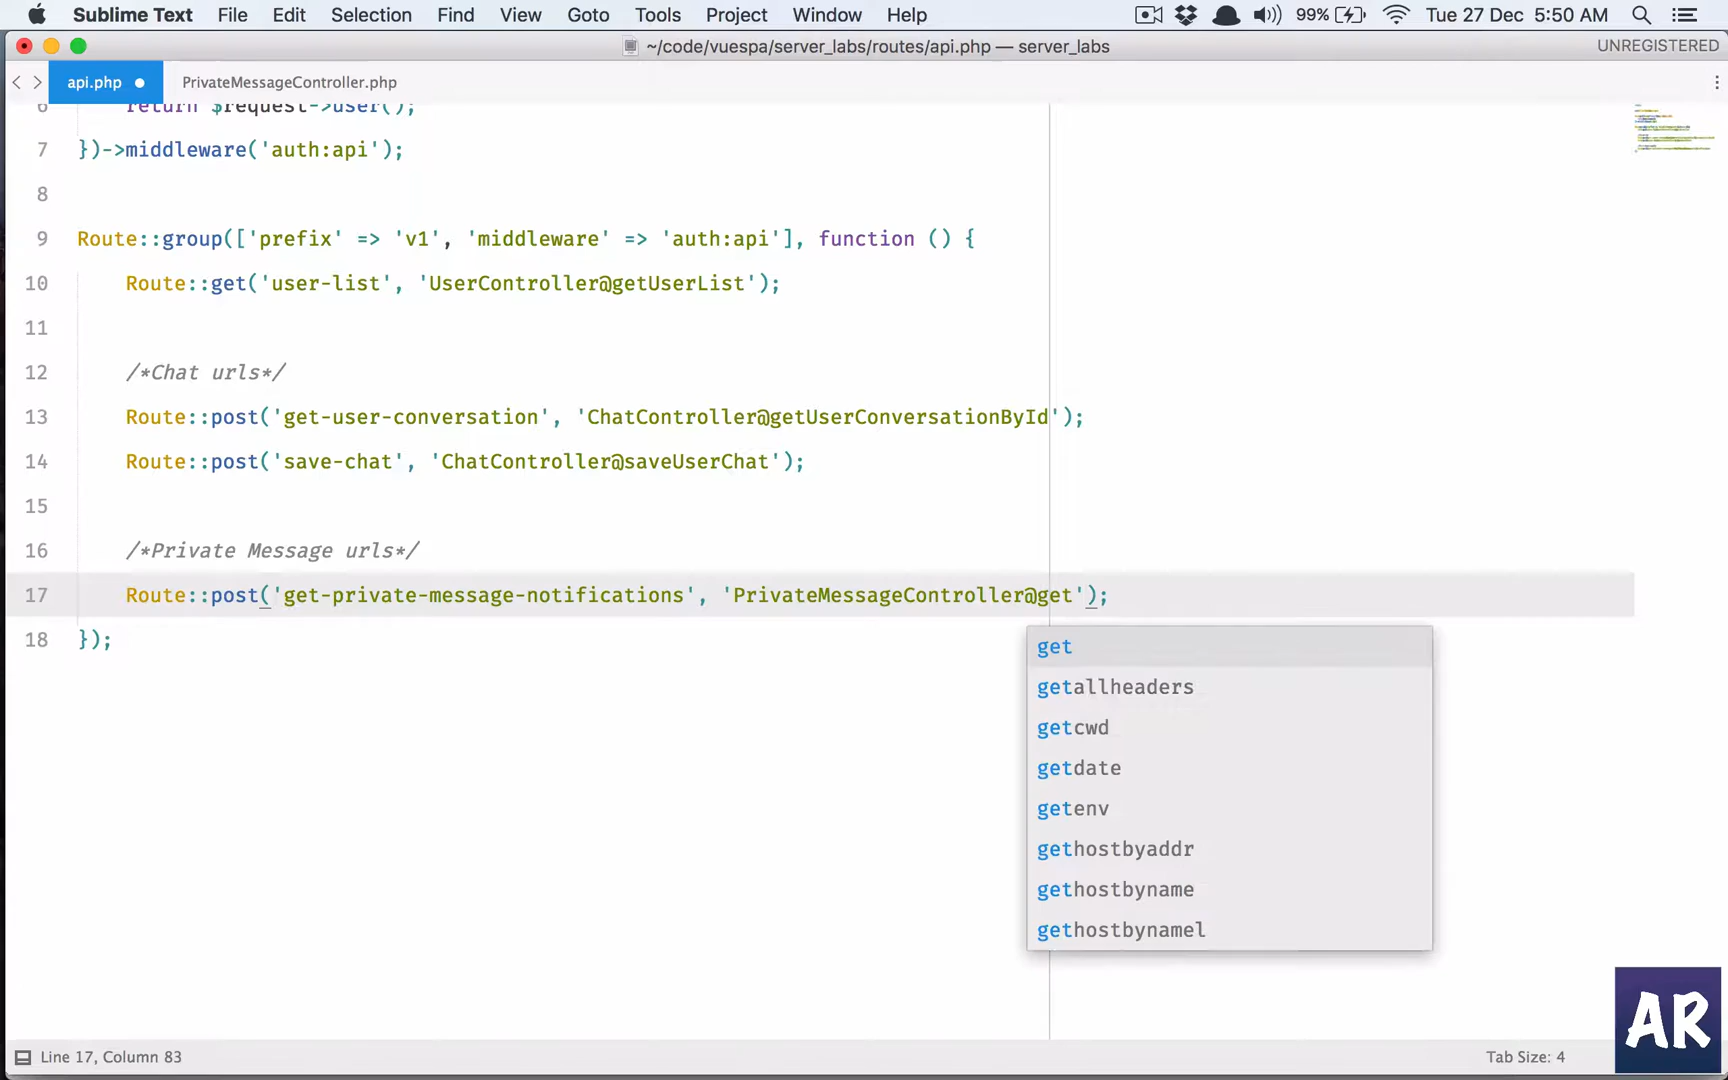 Sublime Text File Edit Selection Find View Goto Tools Project Window Help 99% Tue 27 Dec 5:50 AM
~/code/vuespa/server_labs/routes/api.php — server_labs UNREGISTERED
api.php PrivateMessageController.php
6 return $request->user();
7 })->middleware('auth:api');
8
9 Route::group(['prefix' => 'v1', 'middleware' => 'auth:api'], function () {
10 Route::get('user-list', 'UserController@getUserList');
11
12 /*Chat urls*/
13 Route::post('get-user-conversation', 'ChatController@getUserConversationById');
14 Route::post('save-chat', 'ChatController@saveUserChat');
15
16 /*Private Message urls*/
17 Route::post('get-private-message-notifications', 'PrivateMessageController@get');
18 });
get
getallheaders
getcwd
getdate
getenv
gethostbyaddr
gethostbyname
gethostbynamel
AR
Line 17, Column 83 Tab Size: 4